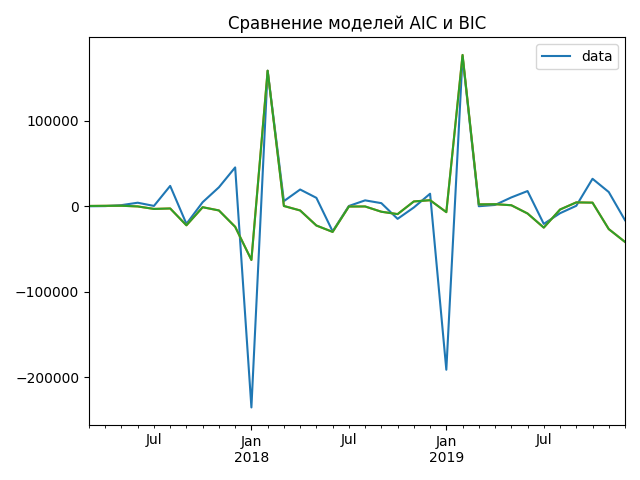 Сравнение моделей AIC и BIC
data
100000
0
−100000
−200000
Jul
Jan
2018
Jul
Jan
2019
Jul